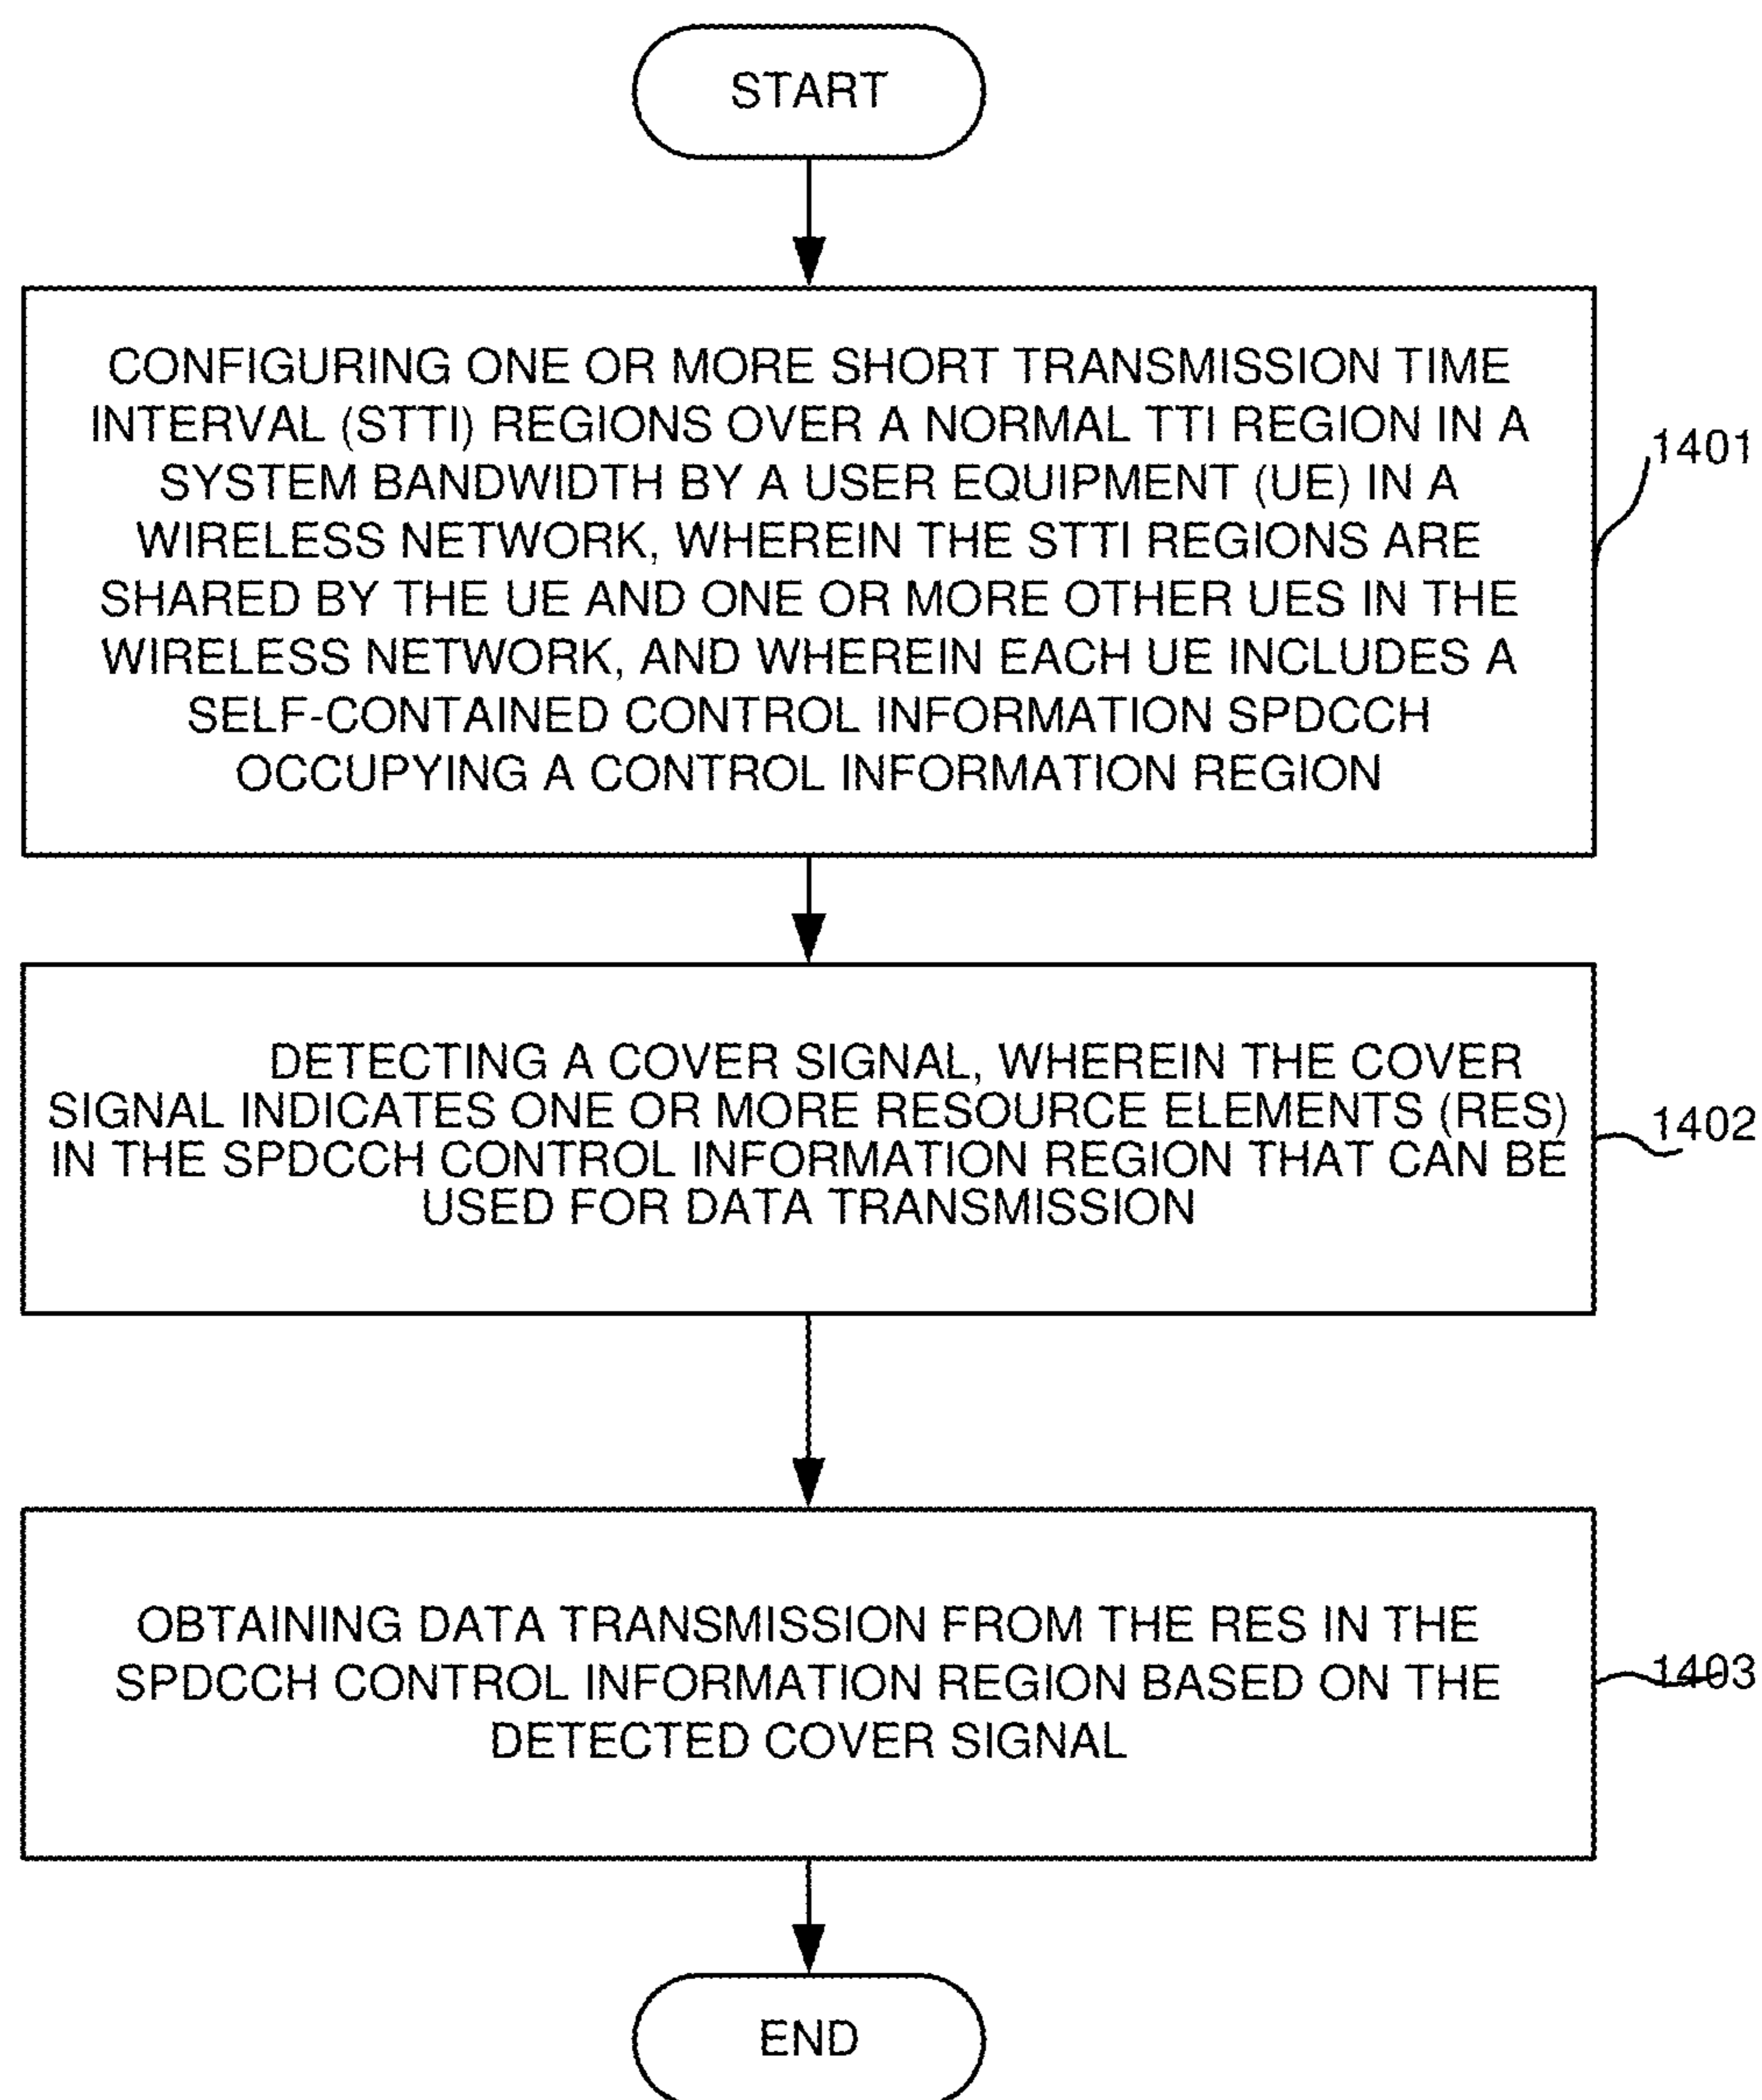 START
CONFIGURING ONE OR MORE SHORT TRANSMISSION TIME
INTERVAL (STTI) REGIONS OVER A NORMAL TTI REGION IN A
SYSTEM BANDWIDTH BY A USER EQUIPMENT (UE) IN A
WIRELESS NETWORK, WHEREIN THE STTI REGIONS ARE
SHARED BY THE UE AND ONE OR MORE OTHER UES IN THE
WIRELESS NETWORK, AND WHEREIN EACH UE INCLUDES A
SELF-CONTAINED CONTROL INFORMATION SPDCCH
OCCUPYING A CONTROL INFORMATION REGION
1401
DETECTING A COVER SIGNAL, WHEREIN THE COVER
SIGNAL INDICATES ONE OR MORE RESOURCE ELEMENTS (RES)
IN THE SPDCCH CONTROL INFORMATION REGION THAT CAN BE
USED FOR DATA TRANSMISSION
1402
OBTAINING DATA TRANSMISSION FROM THE RES IN THE
SPDCCH CONTROL INFORMATION REGION BASED ON THE
DETECTED COVER SIGNAL
1403
END